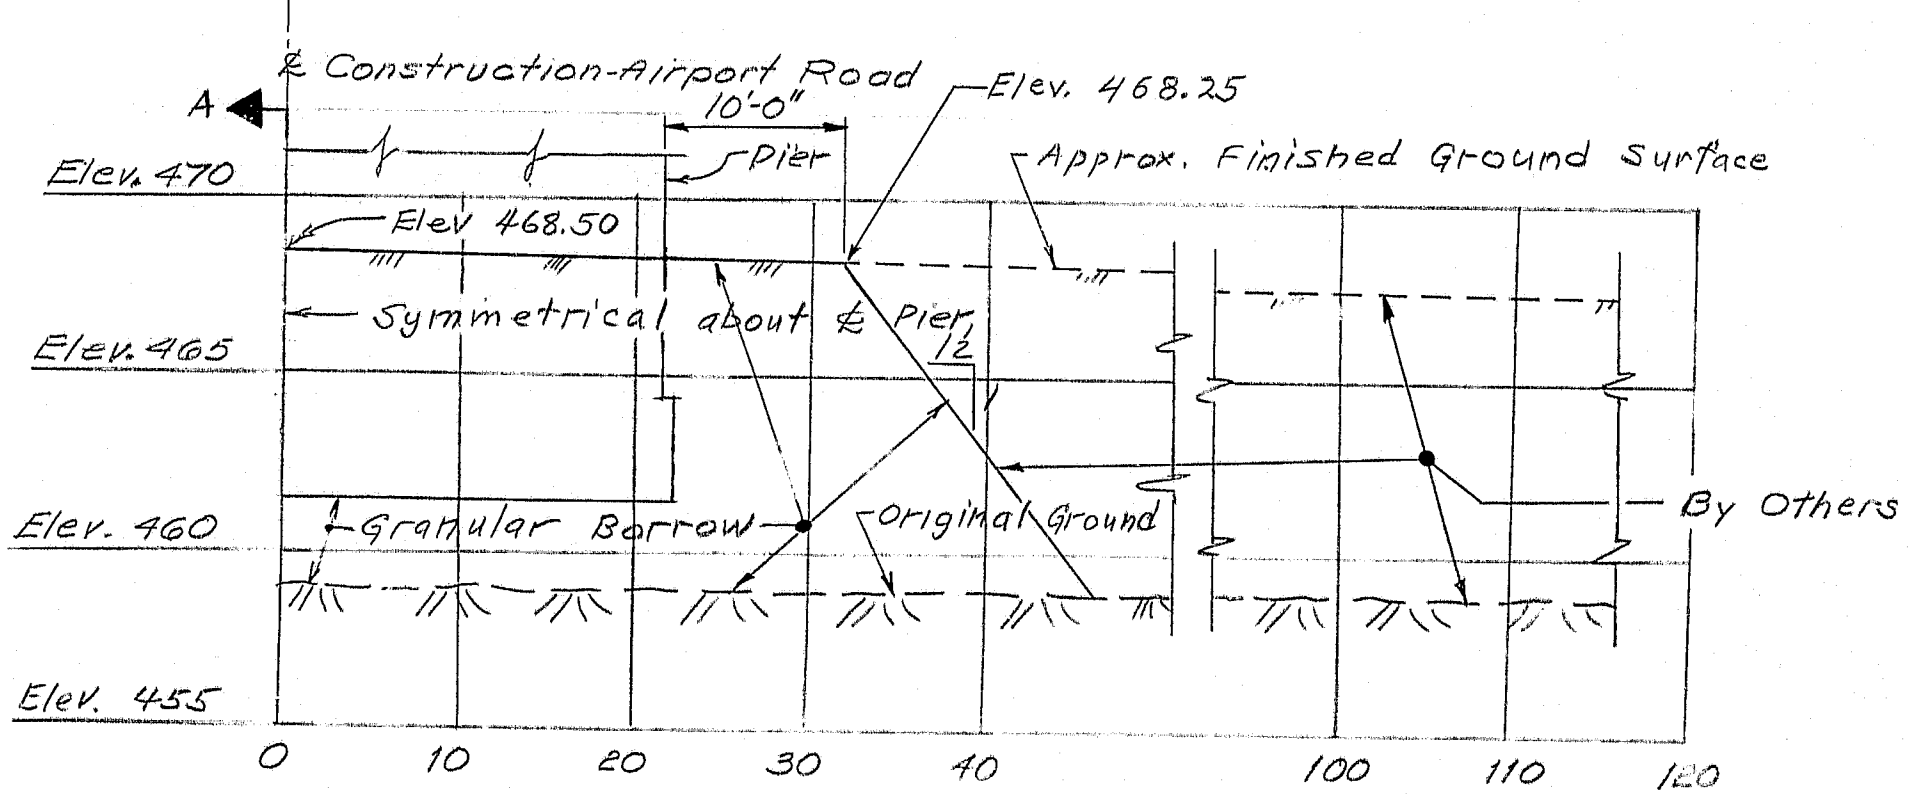 ℄ Construction-Airport Road
A
10'-0"
Elev. 468.25
Pier
Approx. Finished Ground Surface
Elev. 470
Elev 468.50
Symmetrical about ℄ Pier
12
Elev. 465
1
Granular Borrow
Original Ground
By Others
Elev. 460
Elev. 455
0 10 20 30 40 100 110 120